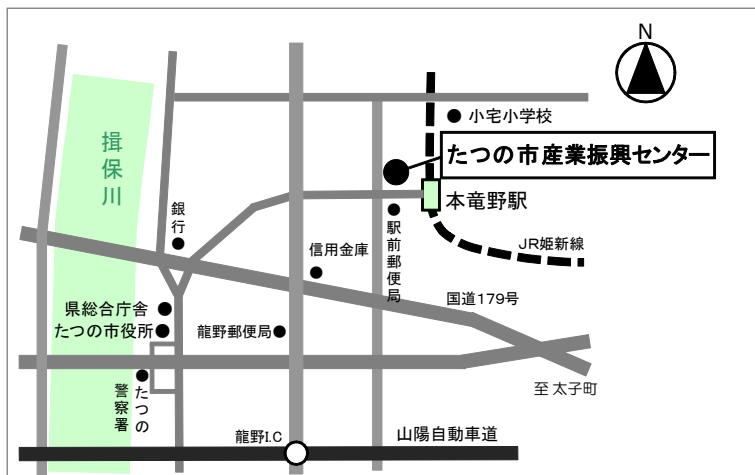 N
小宅小学校
たつの市産業振興センター
揖保川
本竜野駅
銀行
駅前郵便局
JR姫新線
信用金庫
国道179号
県総合庁舎
たつの市役所
龍野郵便局
たつの
警察署
至 太子町
龍野I.C
山陽自動車道